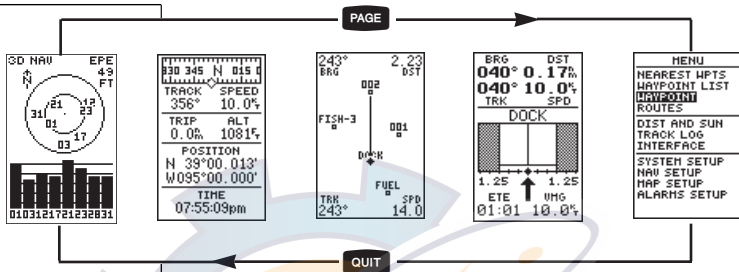 PAGE
3D NAV EPE
49
FT
21 12
31 23
01
17
03
01031217212328 31
330 345 N 015 0
TRACK SPEED
356° 10.0
TRIP ALT
0.0 1081
POSITION
N 39°00.013'
W095°00.000'
TIME
07:55:09pm
243° 2.23
BRG DST
002
FISH-3
001
DOCK
FUEL
TRK SPD
243° 14.0
BRG DST
040° 0.17
040° 10.0
TRK SPD
DOCK
1.25 1.25
ETE VMG
01:01 10.0
MENU
NEAREST WPTS
WAYPOINT LIST
WAYPOINT
ROUTES
DIST AND SUN
TRACK LOG
INTERFACE
SYSTEM SETUP
NAV SETUP
MAP SETUP
ALARMS SETUP
QUIT